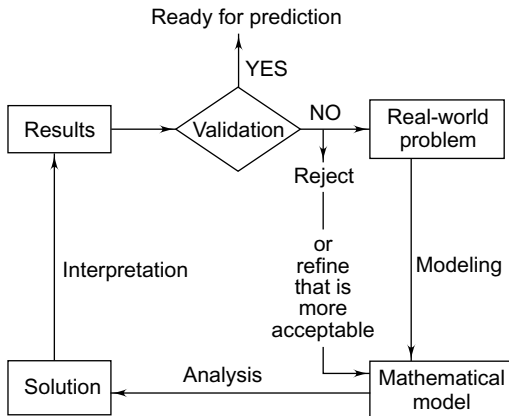 Ready for prediction
YES
Results
Validation
NO
Real-world
problem
Reject
or
refine
that is
more
acceptable
Interpretation
Modeling
Solution
Analysis
Mathematical
model